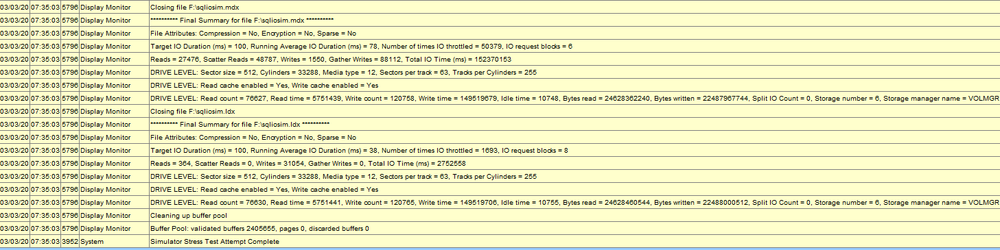 03/03/20 07:35:03 5796 Display Monitor Closing file F:\sqliosim.mdx
03/03/20 07:35:03 5796 Display Monitor ********** Final Summary for file F:\sqliosim.mdx **********
03/03/20 07:35:03 5796 Display Monitor File Attributes: Compression = No, Encryption = No, Sparse = No
03/03/20 07:35:03 5796 Display Monitor Target IO Duration (ms) = 100, Running Average IO Duration (ms) = 78, Number of times IO throttled = 50379, IO request blocks = 6
03/03/20 07:35:03 5796 Display Monitor Reads = 27476, Scatter Reads = 48787, Writes = 1550, Gather Writes = 88112, Total IO Time (ms) = 152370153
03/03/20 07:35:03 5796 Display Monitor DRIVE LEVEL: Sector size = 512, Cylinders = 33288, Media type = 12, Sectors per track = 63, Tracks per Cylinders = 255
03/03/20 07:35:03 5796 Display Monitor DRIVE LEVEL: Read cache enabled = Yes, Write cache enabled = Yes
03/03/20 07:35:03 5796 Display Monitor DRIVE LEVEL: Read count = 76627, Read time = 5751439, Write count = 120758, Write time = 149519679, Idle time = 10748, Bytes read = 24628362240, Bytes written = 22487967744, Split IO Count = 0, Storage number = 6, Storage manager name = VOLMGR
03/03/20 07:35:03 5796 Display Monitor Closing file F:\sqliosim.ldx
03/03/20 07:35:03 5796 Display Monitor ********** Final Summary for file F:\sqliosim.ldx **********
03/03/20 07:35:03 5796 Display Monitor File Attributes: Compression = No, Encryption = No, Sparse = No
03/03/20 07:35:03 5796 Display Monitor Target IO Duration (ms) = 100, Running Average IO Duration (ms) = 38, Number of times IO throttled = 1693, IO request blocks = 8
03/03/20 07:35:03 5796 Display Monitor Reads = 364, Scatter Reads = 0, Writes = 31054, Gather Writes = 0, Total IO Time (ms) = 2752558
03/03/20 07:35:03 5796 Display Monitor DRIVE LEVEL: Sector size = 512, Cylinders = 33288, Media type = 12, Sectors per track = 63, Tracks per Cylinders = 255
03/03/20 07:35:03 5796 Display Monitor DRIVE LEVEL: Read cache enabled = Yes, Write cache enabled = Yes
03/03/20 07:35:03 5796 Display Monitor DRIVE LEVEL: Read count = 76630, Read time = 5751441, Write count = 120765, Write time = 149519706, Idle time = 10755, Bytes read = 24628460544, Bytes written = 22488000512, Split IO Count = 0, Storage number = 6, Storage manager name = VOLMGR
03/03/20 07:35:03 5796 Display Monitor Cleaning up buffer pool
03/03/20 07:35:03 5796 Display Monitor Buffer Pool: validated buffers 2405655, pages 0, discarded buffers 0
03/03/20 07:35:03 3952 System Simulator Stress Test Attempt Complete